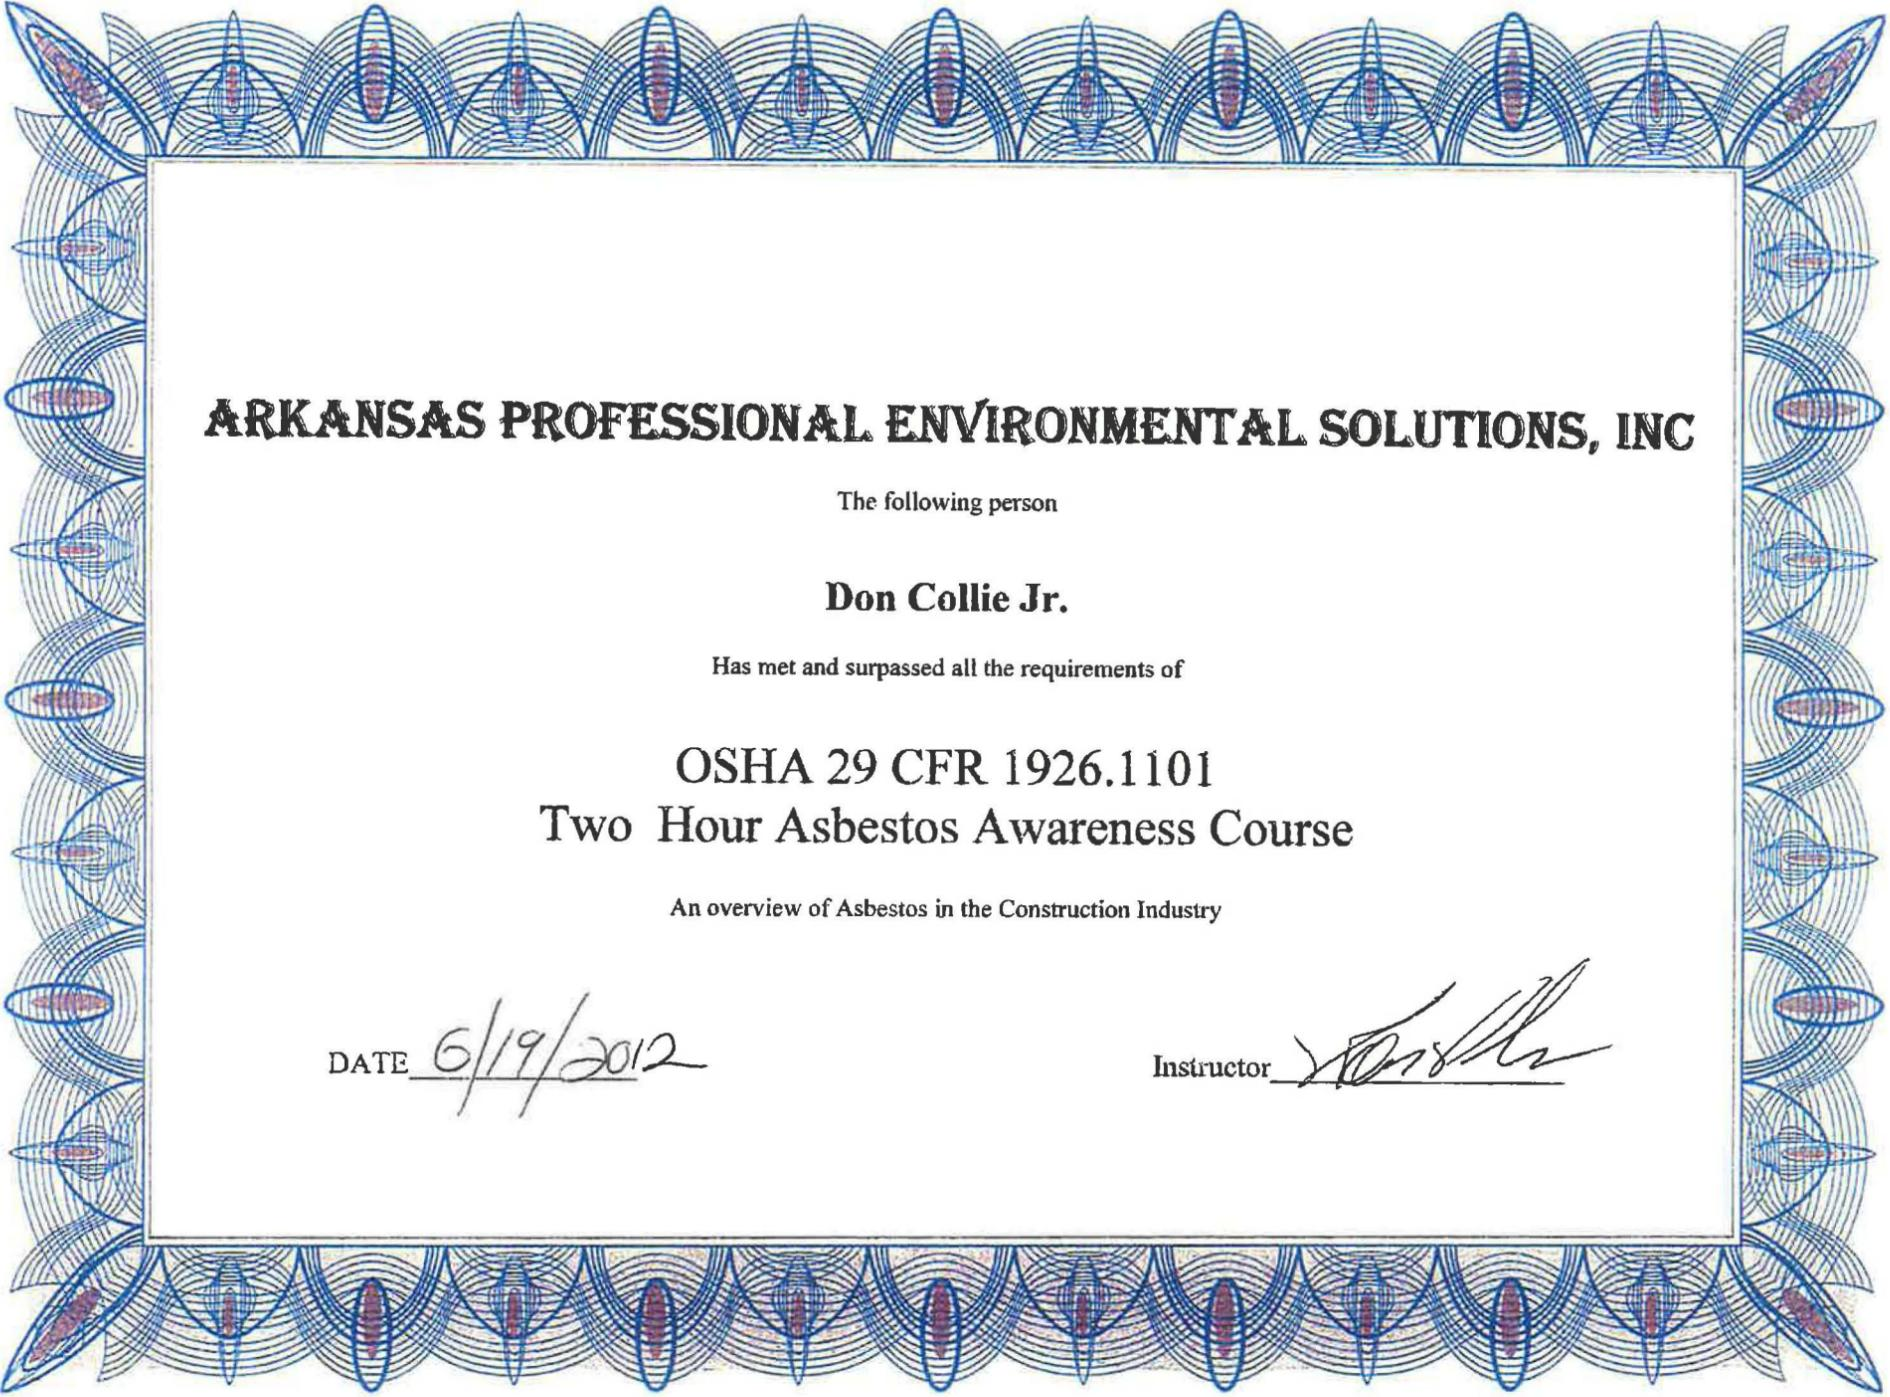 ARKANSAS PROFESSIONAL ENVIRONMENTAL SOLUTIONS, INC
The following person
Don Collie Jr.
Has met and surpassed all the requirements of
OSHA 29 CFR 1926.1101
Two Hour Asbestos Awareness Course
An overview of Asbestos in the Construction Industry
DATE 6/19/2012 Instructor